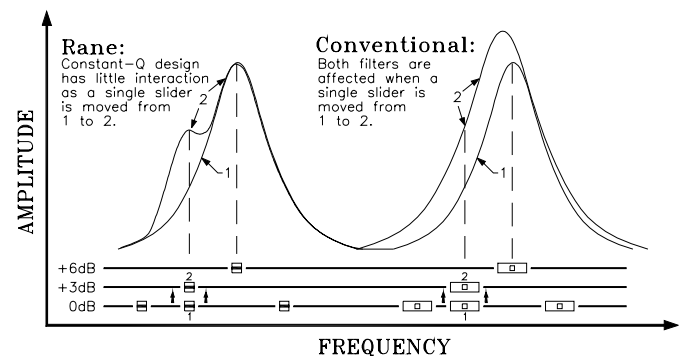 Rane:
Constant-Q design
has little interaction
as a single slider
is moved from
1 to 2.
2
1
Conventional:
Both filters are
affected when a
single slider is
moved from
1 to 2.
2
1
AMPLITUDE
+6dB
+3dB
2
2
0dB
1
1
FREQUENCY